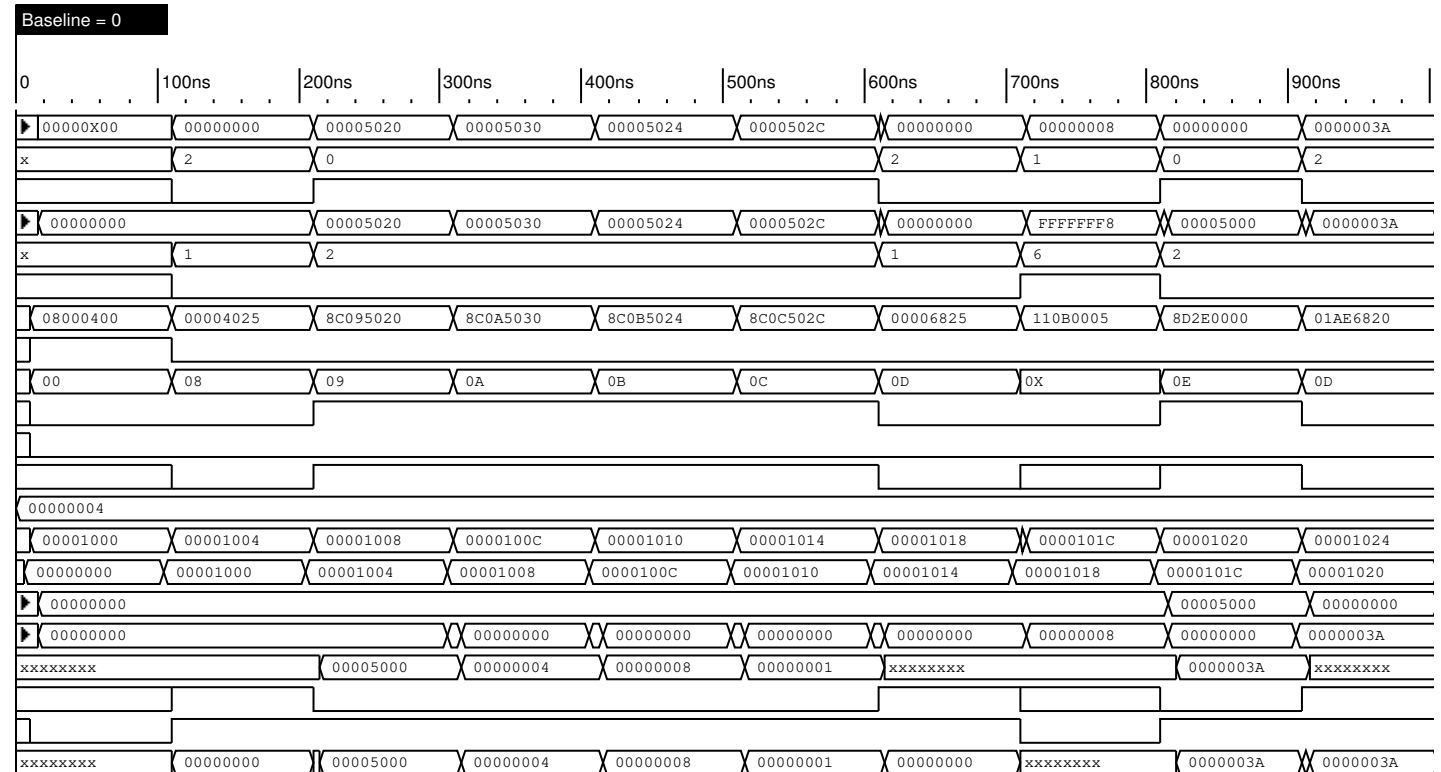 Baseline = 0
0 100ns 200ns 300ns 400ns 500ns 600ns 700ns 800ns 900ns
00000X00 00000000 00005020 00005030 00005024 0000502C 00000000 00000008 00000000 0000003A
x 2 0 2 1 0 2
00000000 00005020 00005030 00005024 0000502C 00000000 FFFFFFF8 00005000 0000003A
x 1 2 1 6 2
08000400 00004025 8C095020 8C0A5030 8C0B5024 8C0C502C 00006825 110B0005 8D2E0000 01AE6820
00 08 09 0A 0B 0C 0D 0X 0E 0D
00000004
00001000 00001004 00001008 0000100C 00001010 00001014 00001018 0000101C 00001020 00001024
00000000 00001000 00001004 00001008 0000100C 00001010 00001014 00001018 0000101C 00001020
00000000 00005000 00000000
00000000 00000000 00000000 00000000 00000000 00000008 00000000 0000003A
xxxxxxxx 00005000 00000004 00000008 00000001 xxxxxxxx 0000003A xxxxxxxx
xxxxxxxx 00000000 00005000 00000004 00000008 00000001 00000000 xxxxxxxx 0000003A 0000003A